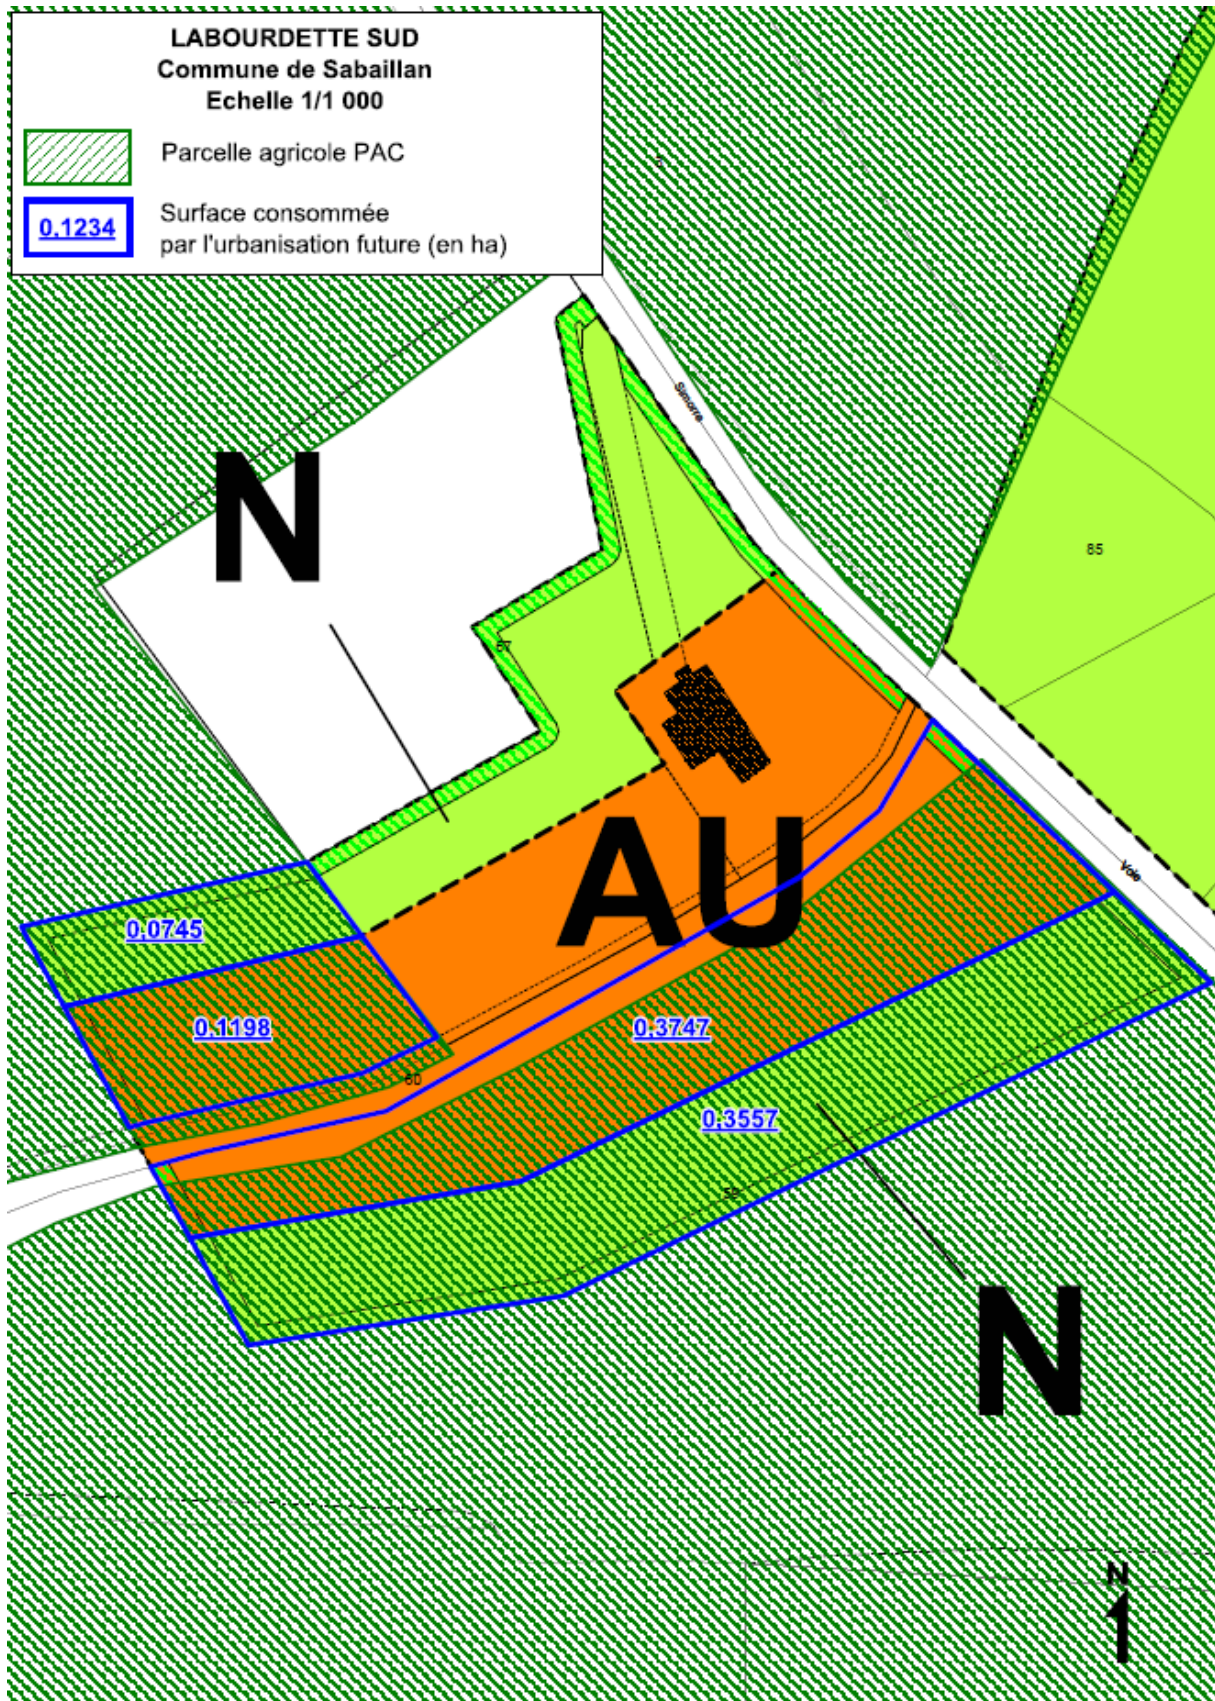 LABOURDETTE SUD
Commune de Sabaillan
Echelle 1/1 000
Parcelle agricole PAC
0,1234
Surface consommée
par l'urbanisation future (en ha)
Simorre
N
85
57
AU
Voie
0,0745
0,1198
0,3747
60
0,3557
59
N
N